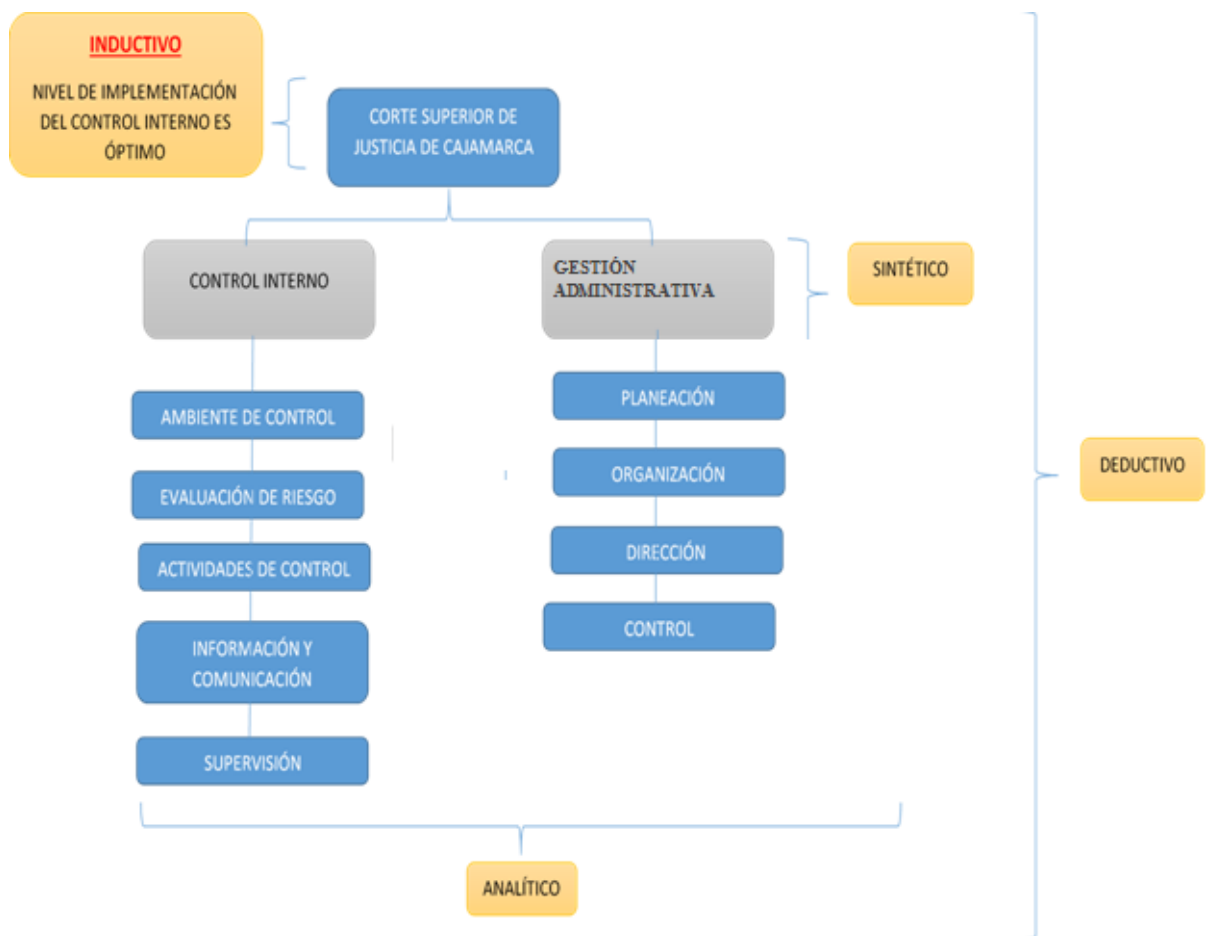 INDUCTIVO
NIVEL DE IMPLEMENTACIÓN
DEL CONTROL INTERNO ES
ÓPTIMO
CORTE SUPERIOR DE
JUSTICIA DE CAJAMARCA
CONTROL INTERNO
GESTIÓN
ADMINISTRATIVA
SINTÉTICO
AMBIENTE DE CONTROL
EVALUACIÓN DE RIESGO
ACTIVIDADES DE CONTROL
INFORMACIÓN Y
COMUNICACIÓN
SUPERVISIÓN
PLANEACIÓN
ORGANIZACIÓN
DIRECCIÓN
CONTROL
DEDUCTIVO
ANALÍTICO